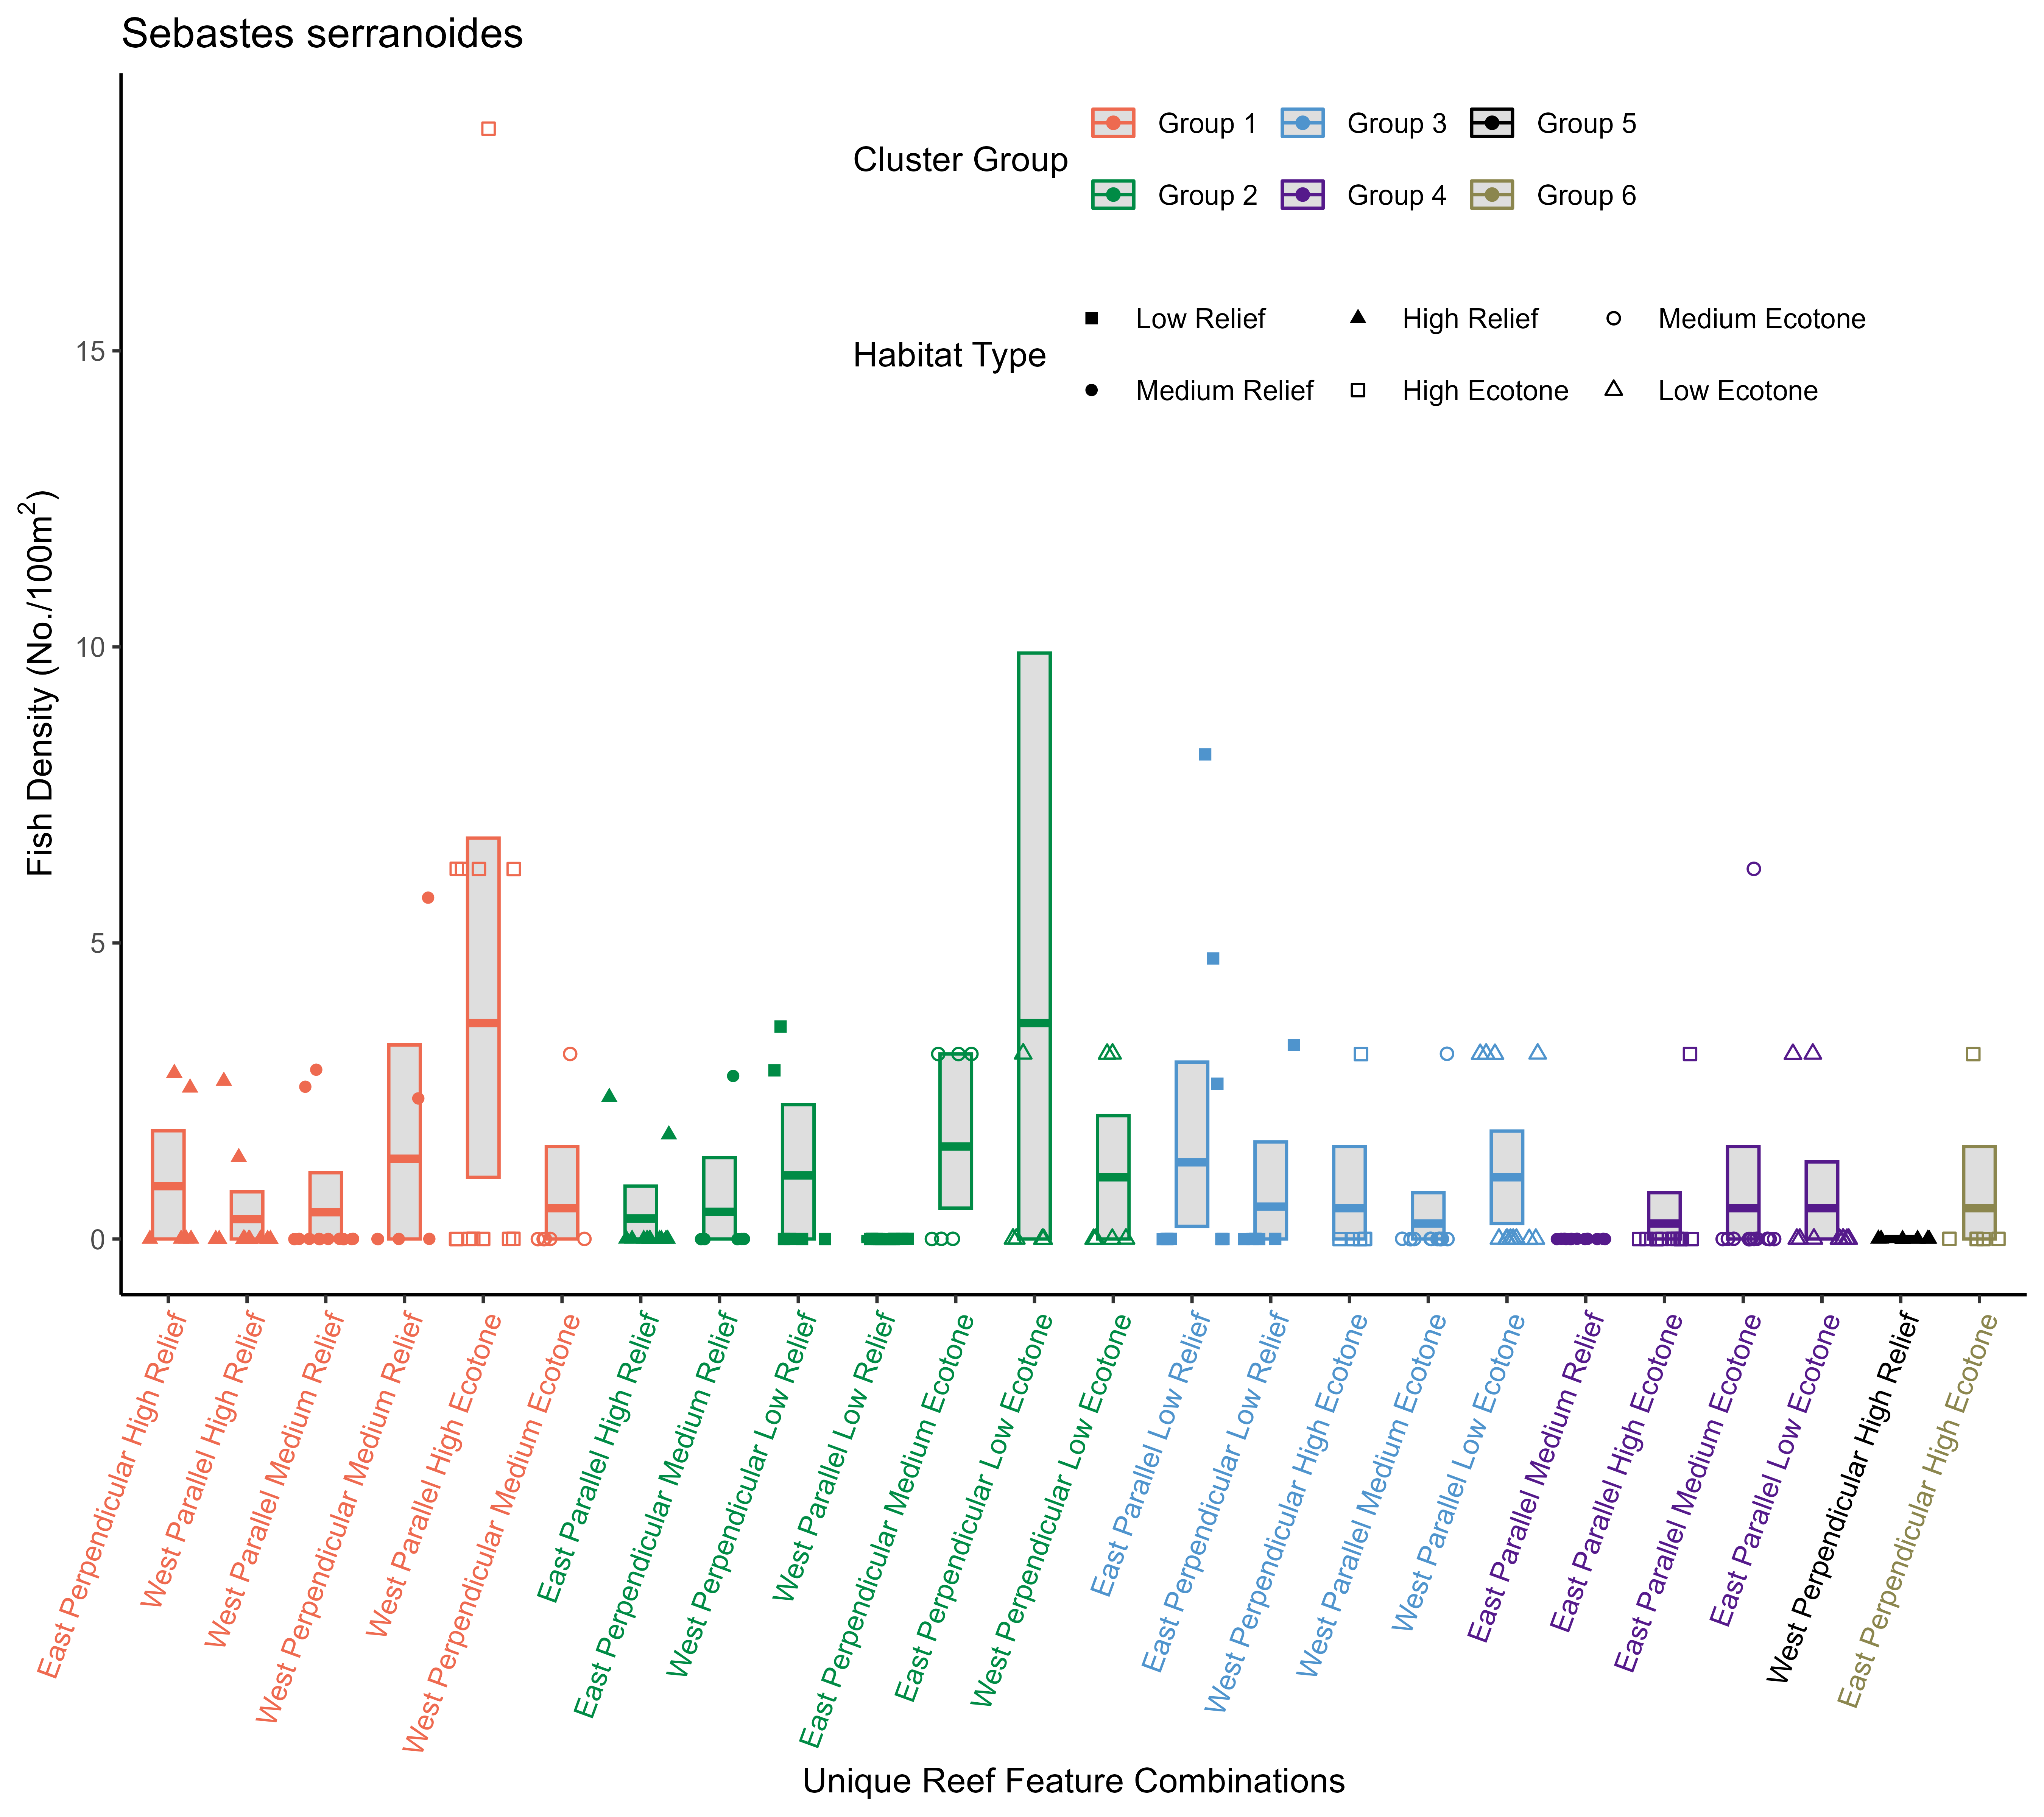 Sebastes serranoides
Cluster Group
Group 1
Group 3
Group 5
Group 2
Group 4
Group 6
Habitat Type
Low Relief
High Relief
Medium Ecotone
Medium Relief
High Ecotone
Low Ecotone
Fish Density (No./100m²)
15
10
5
0
East Perpendicular High Relief
West Parallel High Relief
West Parallel Medium Relief
West Perpendicular Medium Relief
West Parallel High Ecotone
West Perpendicular Medium Ecotone
East Parallel High Relief
East Perpendicular Medium Relief
West Perpendicular Low Relief
West Parallel Low Relief
East Perpendicular Medium Ecotone
East Perpendicular Low Ecotone
West Perpendicular Low Ecotone
East Parallel Low Relief
East Perpendicular Low Relief
West Perpendicular High Ecotone
West Parallel Medium Ecotone
West Parallel Low Ecotone
East Parallel Medium Relief
East Parallel High Ecotone
East Parallel Medium Ecotone
East Parallel Low Ecotone
West Perpendicular High Relief
East Perpendicular High Ecotone
Unique Reef Feature Combinations